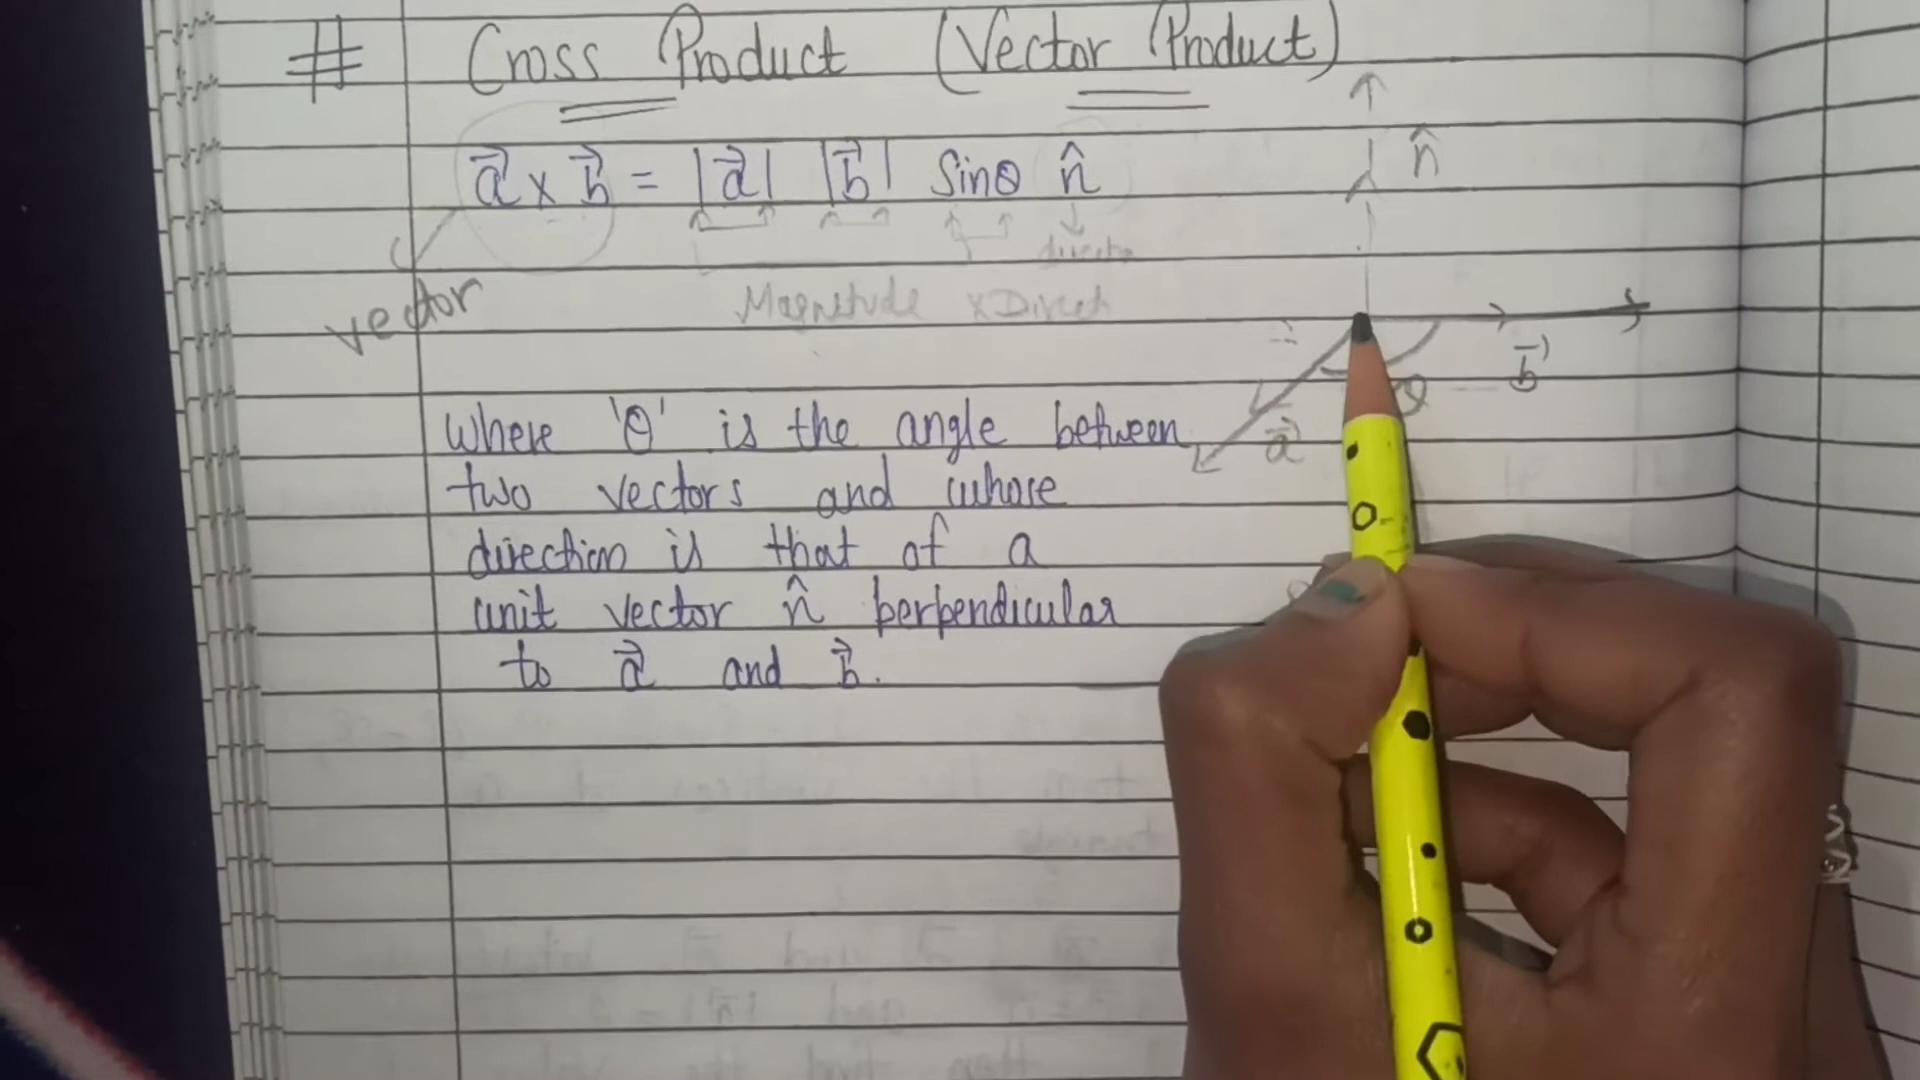 # Cross Product (Vector Product)
a⃗ × b⃗ = |a⃗| |b⃗| Sinθ n̂
n̂
vector
Magnitude × Direct
b⃗
θ
a⃗
Where 'θ' is the angle between
two vectors and whose
direction is that of a
unit vector n̂ perpendicular
to a⃗ and b⃗.